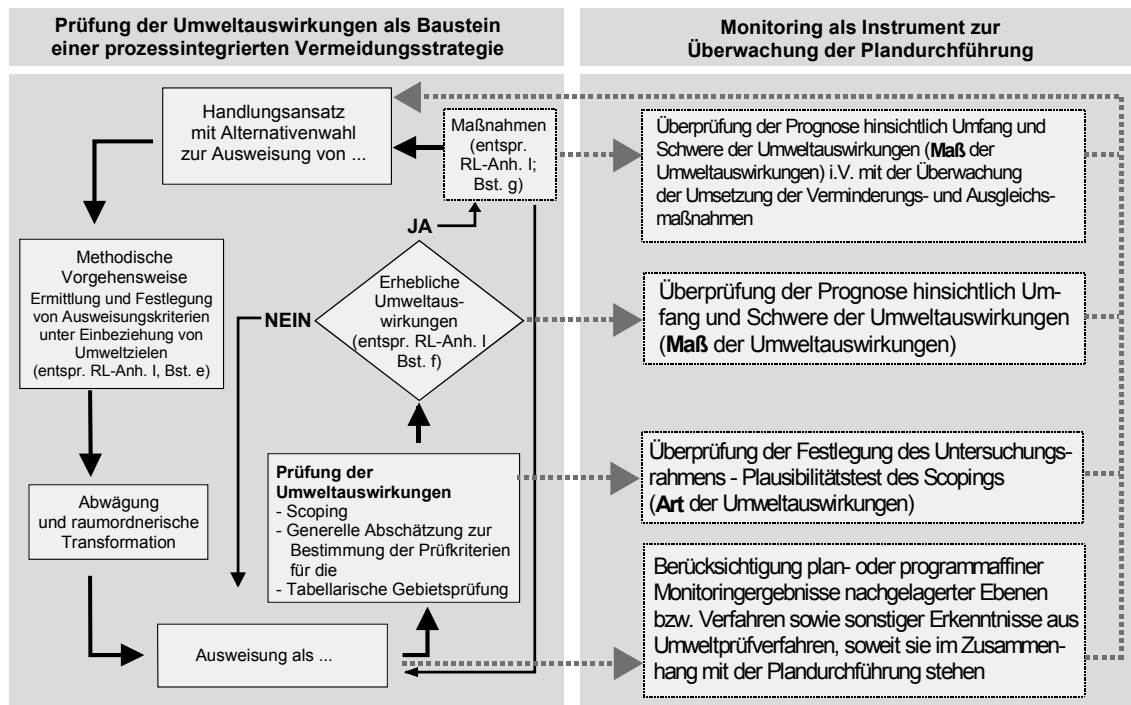 Prüfung der Umweltauswirkungen als Baustein
einer prozessintegrierten Vermeidungsstrategie
Monitoring als Instrument zur
Überwachung der Plandurchführung
Handlungsansatz
mit Alternativenwahl
zur Ausweisung von ...
Maßnahmen
(entspr.
RL-Anh. I;
Bst. g)
JA
Methodische
Vorgehensweise
Ermittlung und Festlegung
von Ausweisungskriterien
unter Einbeziehung von
Umweltzielen
(entspr. RL-Anh. I, Bst. e)
NEIN
Erhebliche
Umweltaus-
wirkungen
(entspr. RL-Anh. I
Bst. f)
Abwägung
und raumordnerische
Transformation
Prüfung der
Umweltauswirkungen
- Scoping
- Generelle Abschätzung zur
Bestimmung der Prüfkriterien
für die
- Tabellarische Gebietsprüfung
Ausweisung als ...
Überprüfung der Prognose hinsichtlich Umfang und
Schwere der Umweltauswirkungen (Maß der
Umweltauswirkungen) i.V. mit der Überwachung
der Umsetzung der Verminderungs- und Ausgleichs-
maßnahmen
Überprüfung der Prognose hinsichtlich Um-
fang und Schwere der Umweltauswirkungen
(Maß der Umweltauswirkungen)
Überprüfung der Festlegung des Untersuchungs-
rahmens - Plausibilitätstest des Scopings
(Art der Umweltauswirkungen)
Berücksichtigung plan- oder programmaffiner
Monitoringergebnisse nachgelagerter Ebenen
bzw. Verfahren sowie sonstiger Erkenntnisse aus
Umweltprüfverfahren, soweit sie im Zusammen-
hang mit der Plandurchführung stehen